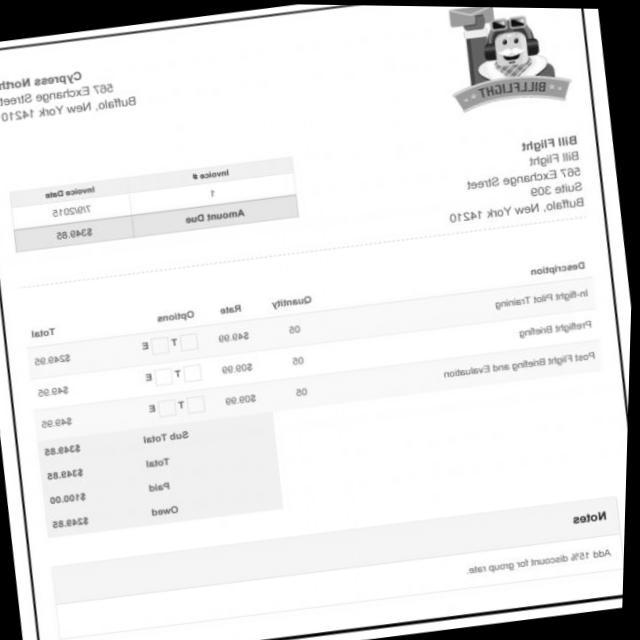 BILLFLIGHT
Bill Flight
Bill Flight
567 Exchange Street
Suite 309
Buffalo, New York 14210
Cypress North
567 Exchange Street
Buffalo, New York 14210
Invoice # Invoice Date
1 7/9/2015
Amount Due $349.85
Description Quantity Rate Options Total
In-flight Pilot Training 05 $49.99 T E $249.95
Preflight Briefing 05 $09.99 T E $49.95
Post Flight Briefing and Evaluation 05 $09.99 T E $49.95
Sub Total $349.85
Total $349.85
Paid $100.00
Owed $249.85
Notes
Add 15% discount for group rate.